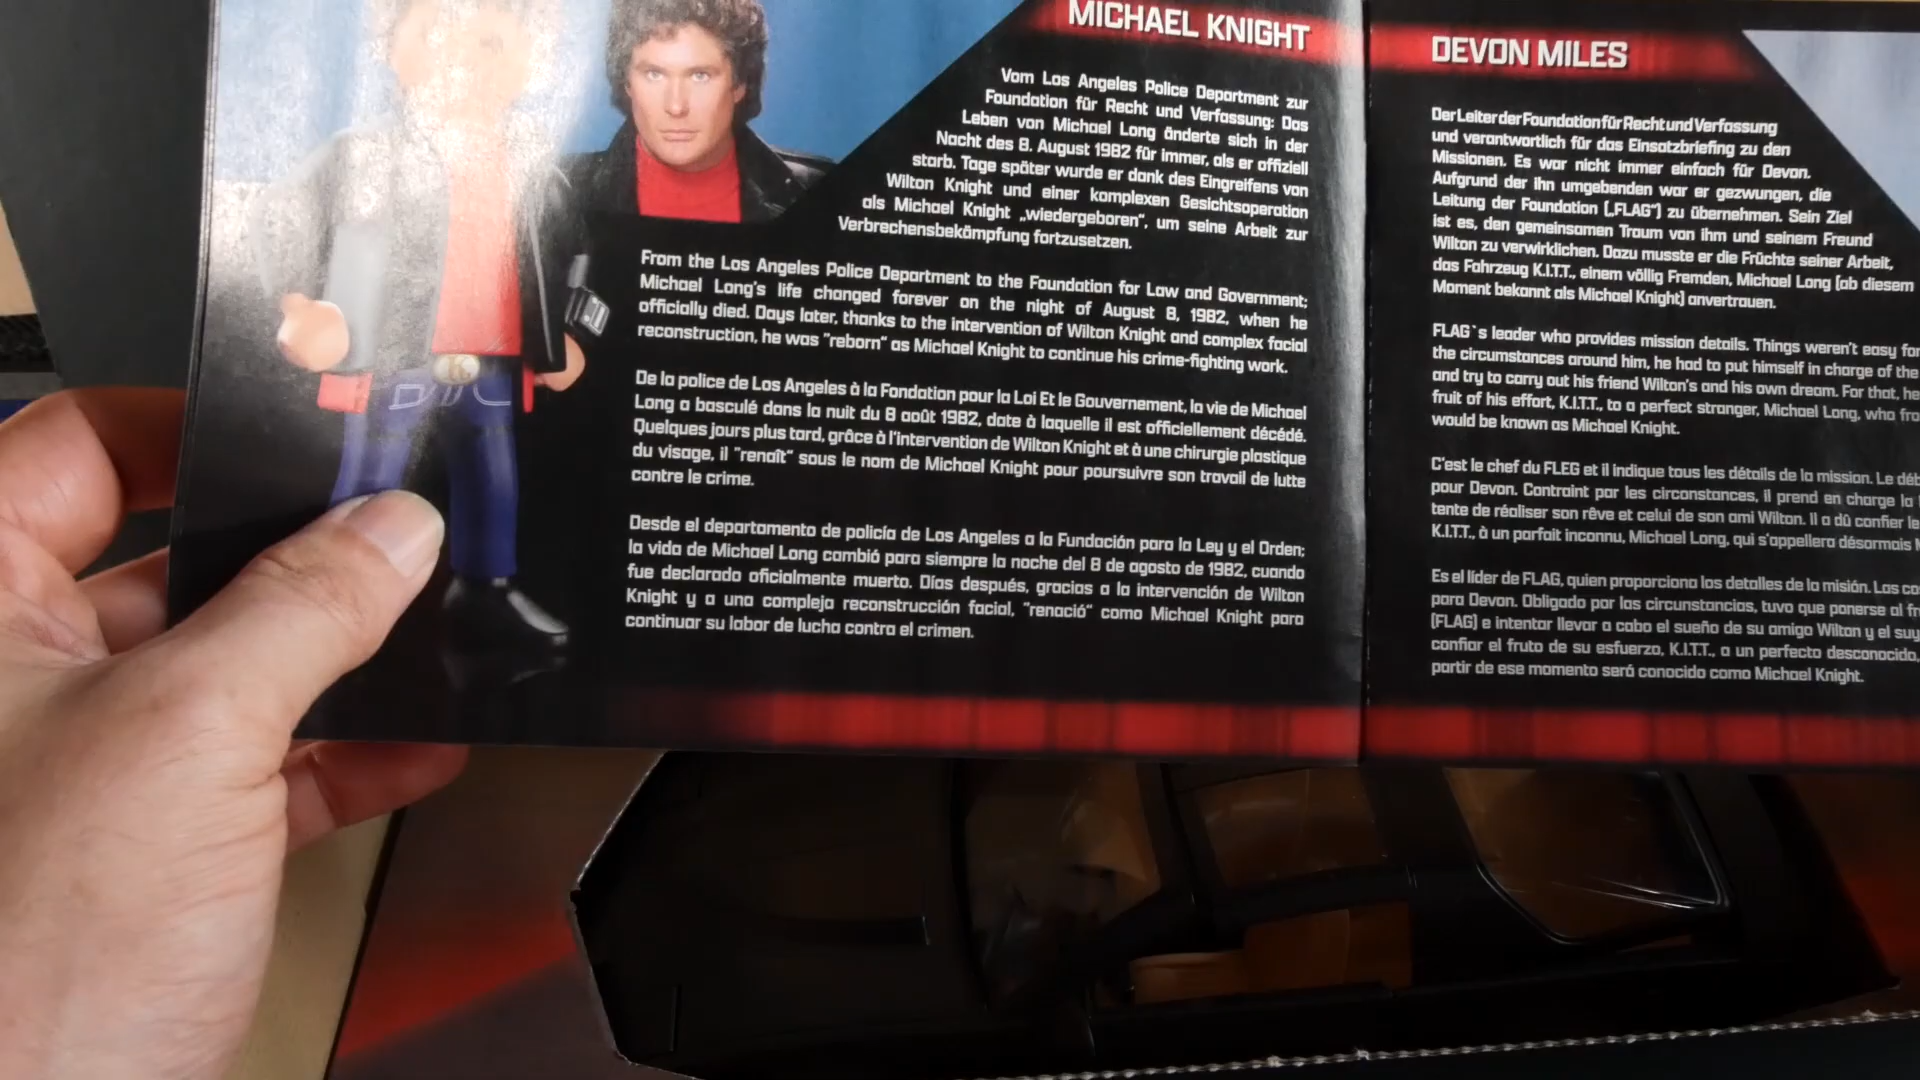 MICHAEL KNIGHT
Vom Los Angeles Police Department zur
Foundation für Recht und Verfassung: Das
Leben von Michael Long änderte sich in der
Nacht des 8. August 1982 für immer, als er offiziell
starb. Tage später wurde er dank des Eingreifens von
Wilton Knight und einer komplexen Gesichtsoperation
als Michael Knight „wiedergeboren“, um seine Arbeit zur
Verbrechensbekämpfung fortzusetzen.
From the Los Angeles Police Department to the Foundation for Law and Government;
Michael Long's life changed forever on the night of August 8, 1982, when he
officially died. Days later, thanks to the intervention of Wilton Knight and complex facial
reconstruction, he was "reborn" as Michael Knight to continue his crime-fighting work.
De la police de Los Angeles à la Fondation pour la Loi Et le Gouvernement, la vie de Michael
Long a basculé dans la nuit du 8 août 1982, date à laquelle il est officiellement décédé.
Quelques jours plus tard, grâce à l'intervention de Wilton Knight et à une chirurgie plastique
du visage, il "renaît" sous le nom de Michael Knight pour poursuivre son travail de lutte
contre le crime.
Desde el departamento de policía de Los Angeles a la Fundación para la Ley y el Orden;
la vida de Michael Long cambió para siempre la noche del 8 de agosto de 1982, cuando
fue declarado oficialmente muerto. Días después, gracias a la intervención de Wilton
Knight y a una compleja reconstrucción facial, "renació" como Michael Knight para
continuar su labor de lucha contra el crimen.
DEVON MILES
Der Leiter der Foundation für Recht und Verfassung
und verantwortlich für das Einsatzbriefing zu den
Missionen. Es war nicht immer einfach für Devon.
Aufgrund der ihn umgebenden war er gezwungen, die
Leitung der Foundation („FLAG“) zu übernehmen. Sein Ziel
ist es, den gemeinsamen Traum von ihm und seinem Freund
Wilton zu verwirklichen. Dazu musste er die Früchte seiner Arbeit,
das Fahrzeug K.I.T.T., einem völlig Fremden, Michael Long (ab diesem
Moment bekannt als Michael Knight) anvertrauen.
FLAG`s leader who provides mission details. Things weren't easy for
the circumstances around him, he had to put himself in charge of the
and try to carry out his friend Wilton's and his own dream. For that, he
fruit of his effort, K.I.T.T., to a perfect stranger, Michael Long, who
would be known as Michael Knight.
C'est le chef du FLEG et il indique tous les détails de la mission. Le
pour Devon. Contraint par les circonstances, il prend en charge la
tente de réaliser son rêve et celui de son ami Wilton. Il a dû confier
K.I.T.T., à un parfait inconnu, Michael Long, qui s'appellera désormais
Es el líder de FLAG, quien proporciona los detalles de la misión. Las
para Devon. Obligado por las circunstancias, tuvo que ponerse al
(FLAG) e intentar llevar a cabo el sueño de su amigo Wilton y el
confiar el fruto de su esfuerzo, K.I.T.T., a un perfecto desconocido,
partir de ese momento será conocido como Michael Knight.